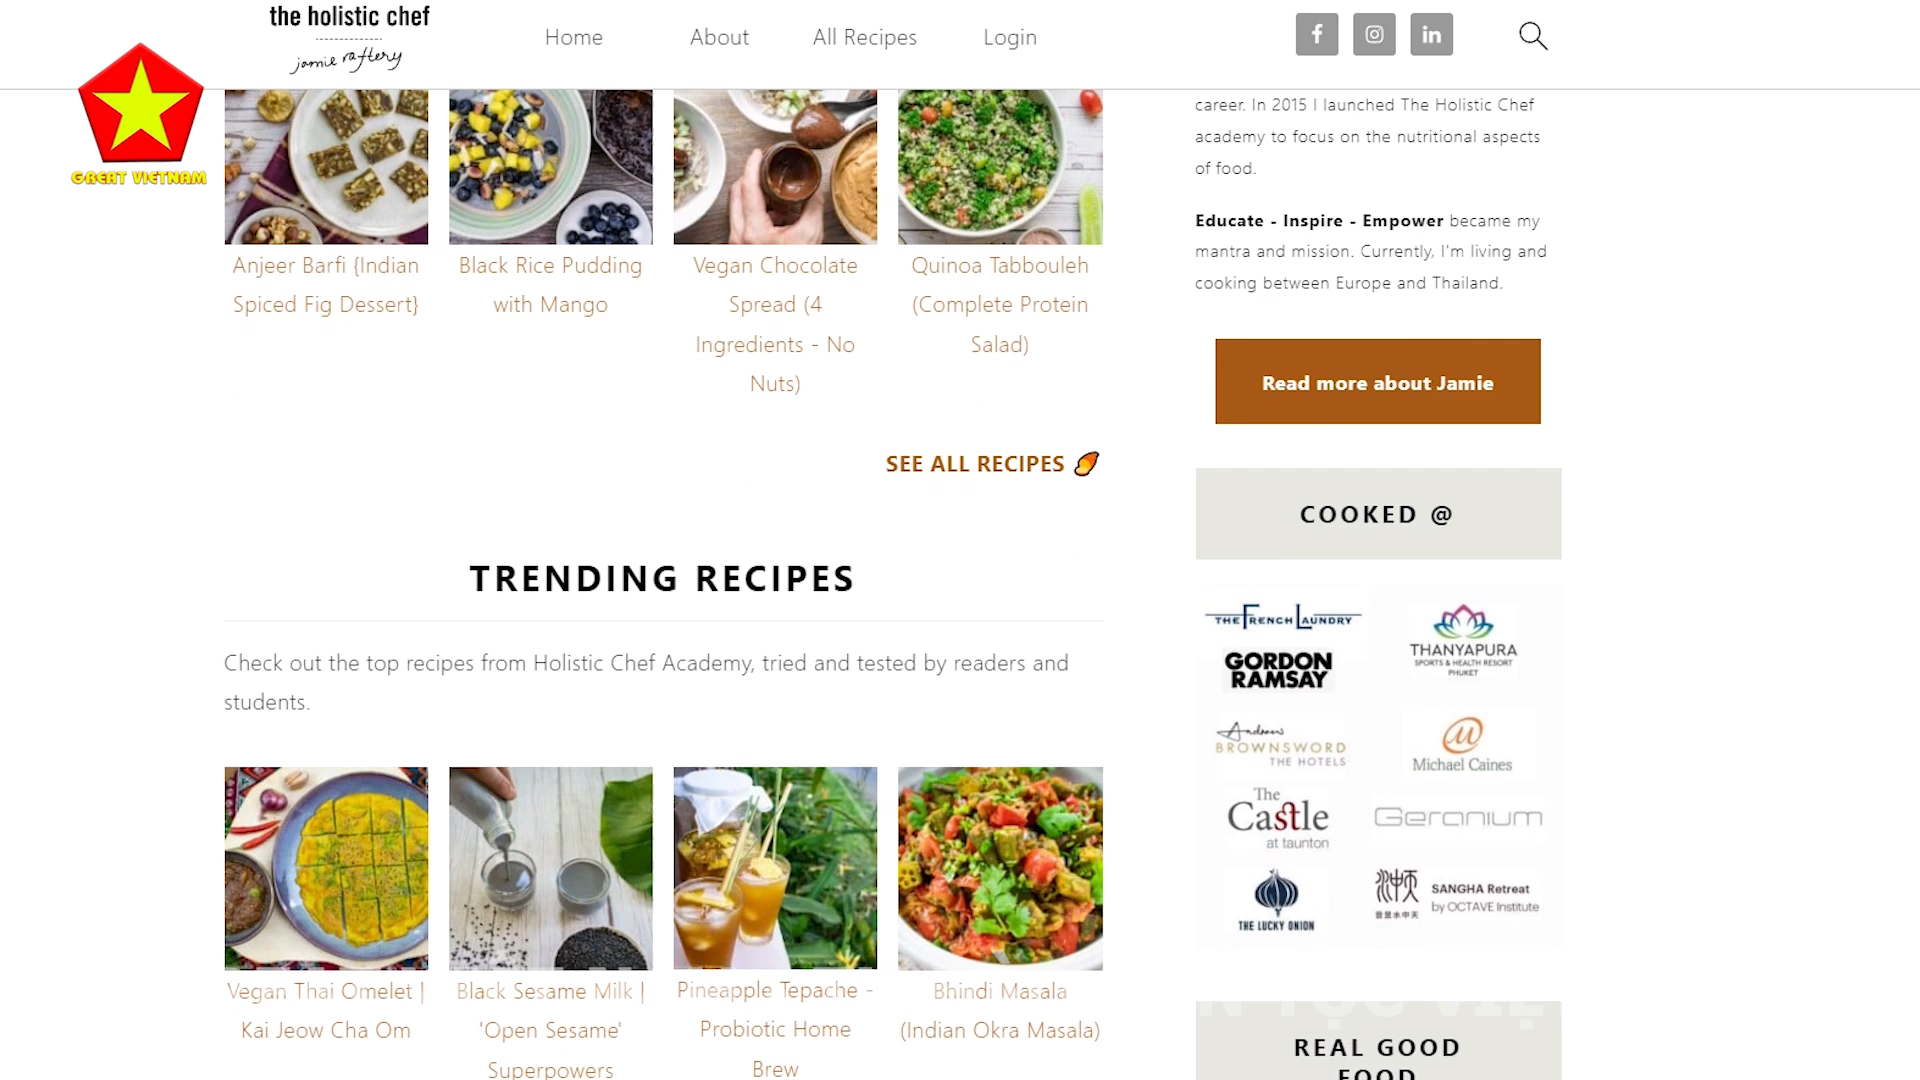 the holistic chef
jamie raftery
Home
About
All Recipes
Login
GREAT VIETNAM
Anjeer Barfi {Indian
Spiced Fig Dessert}
Black Rice Pudding
with Mango
Vegan Chocolate
Spread (4
Ingredients - No
Nuts)
Quinoa Tabbouleh
(Complete Protein
Salad)
SEE ALL RECIPES
TRENDING RECIPES
Check out the top recipes from Holistic Chef Academy, tried and tested by readers and
students.
Vegan Thai Omelet |
Kai Jeow Cha Om
Black Sesame Milk |
'Open Sesame'
Superpowers
Pineapple Tepache -
Probiotic Home
Brew
Bhindi Masala
(Indian Okra Masala)
career. In 2015 I launched The Holistic Chef
academy to focus on the nutritional aspects
of food.
Educate - Inspire - Empower became my
mantra and mission. Currently, I'm living and
cooking between Europe and Thailand.
Read more about Jamie
COOKED @
THE FRENCH LAUNDRY
THANYAPURA
SPORTS & HEALTH RESORT
PHUKET
GORDON
RAMSAY
Andrew
BROWNSWORD
THE HOTELS
Michael Caines
The
Castle
at taunton
Geranium
THE LUCKY ONION
SANGHA Retreat
by OCTAVE Institute
REAL GOOD
FOOD